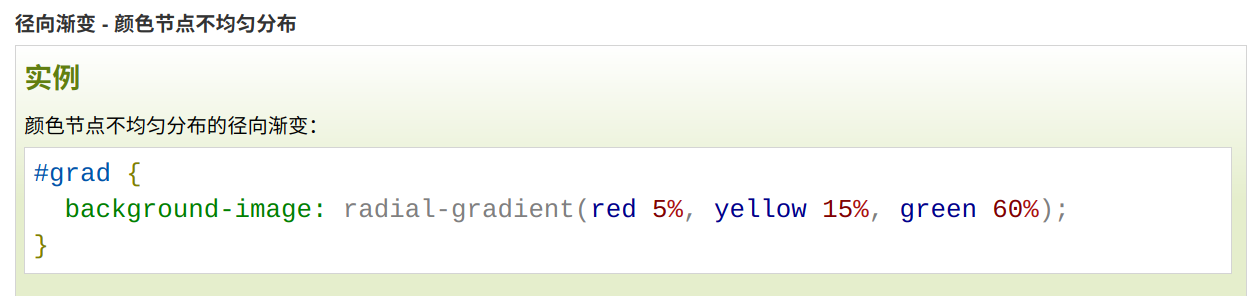 径向渐变 - 颜色节点不均匀分布
实例
颜色节点不均匀分布的径向渐变：
#grad {
  background-image: radial-gradient(red 5%, yellow 15%, green 60%);
}